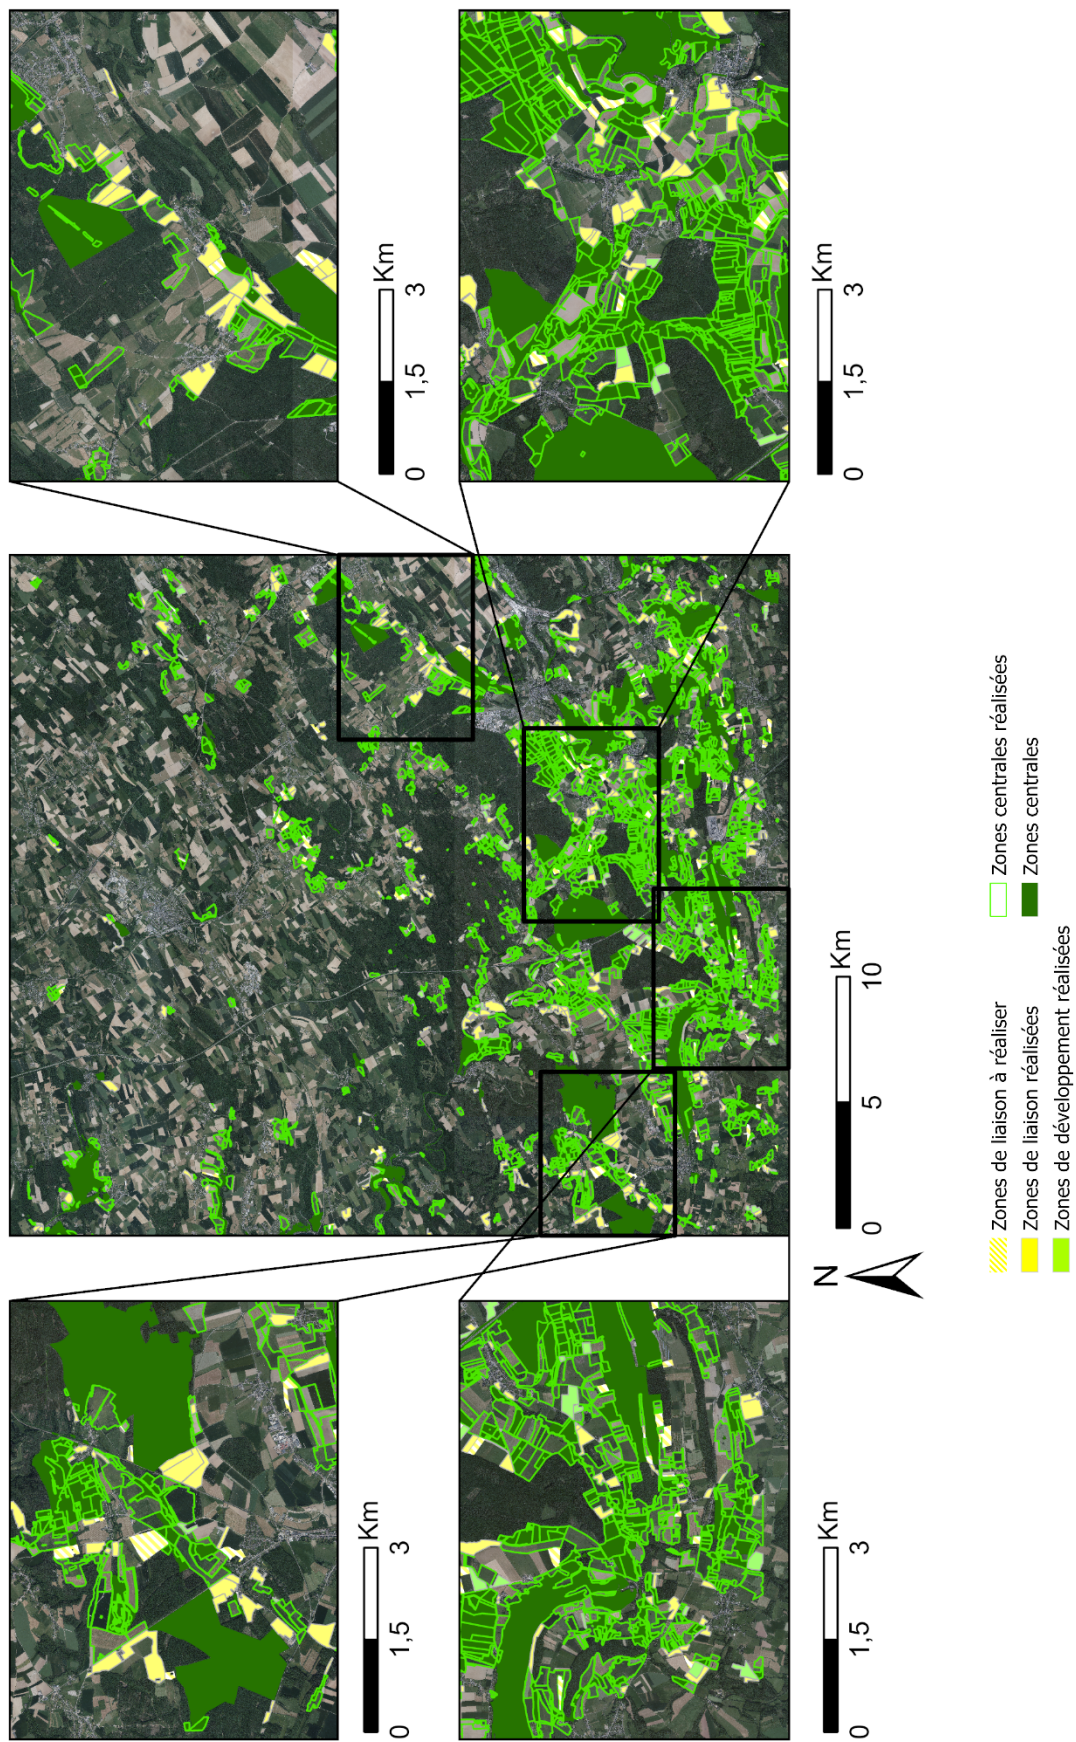 0 1,5 3 Km
0 1,5 3 Km
0 1,5 3 Km
0 1,5 3 Km
N
0 5 10 Km
Zones de liaison à réaliser
Zones de liaison réalisées
Zones de développement réalisées
Zones centrales réalisées
Zones centrales